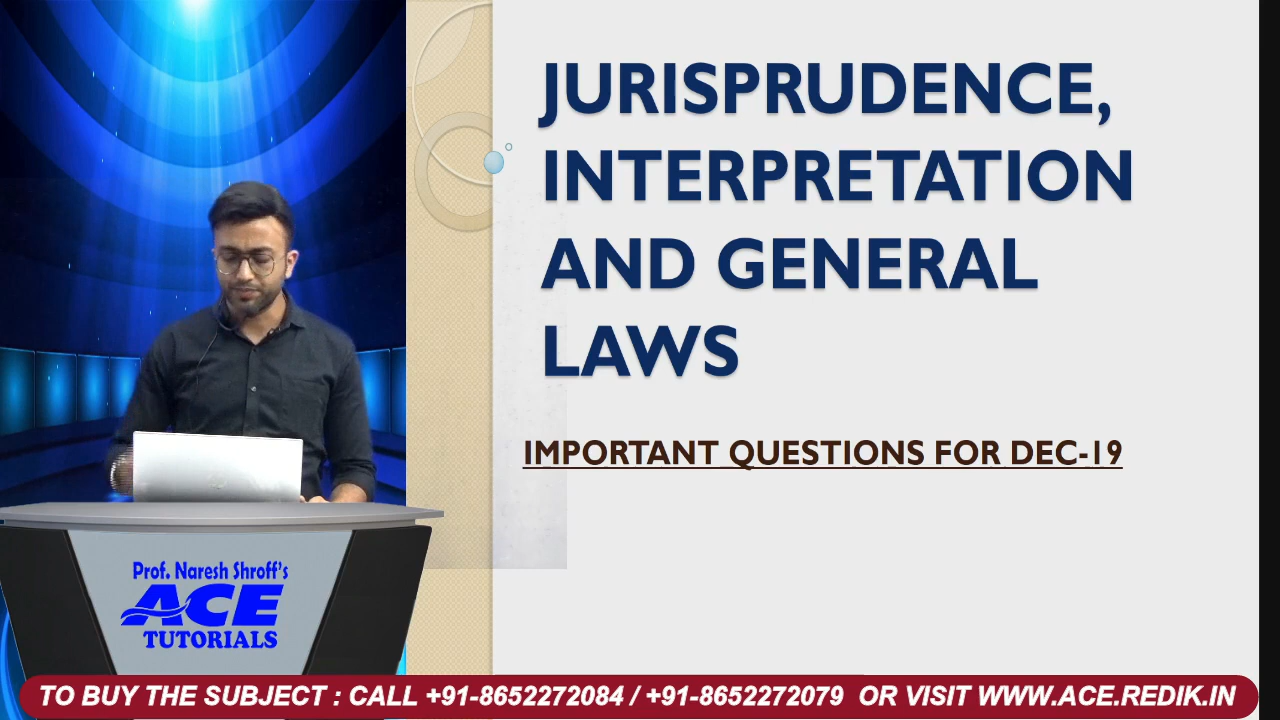 JURISPRUDENCE,
INTERPRETATION
AND GENERAL
LAWS
IMPORTANT QUESTIONS FOR DEC-19
Prof. Naresh Shroff's
ACE
TUTORIALS
TO BUY THE SUBJECT : CALL +91-8652272084 / +91-8652272079 OR VISIT WWW.ACE.REDIK.IN